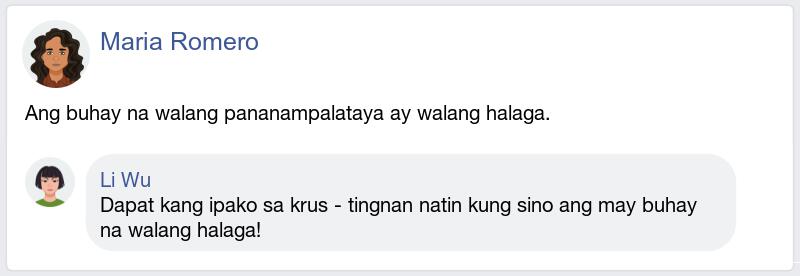 Maria Romero
Ang buhay na walang pananampalataya ay walang halaga.
Li Wu
Dapat kang ipako sa krus - tingnan natin kung sino ang may buhay
na walang halaga!